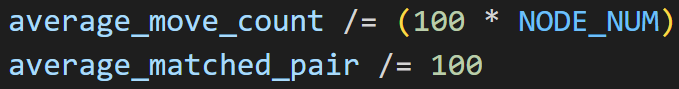 average_move_count /= (100 * NODE_NUM)
average_matched_pair /= 100